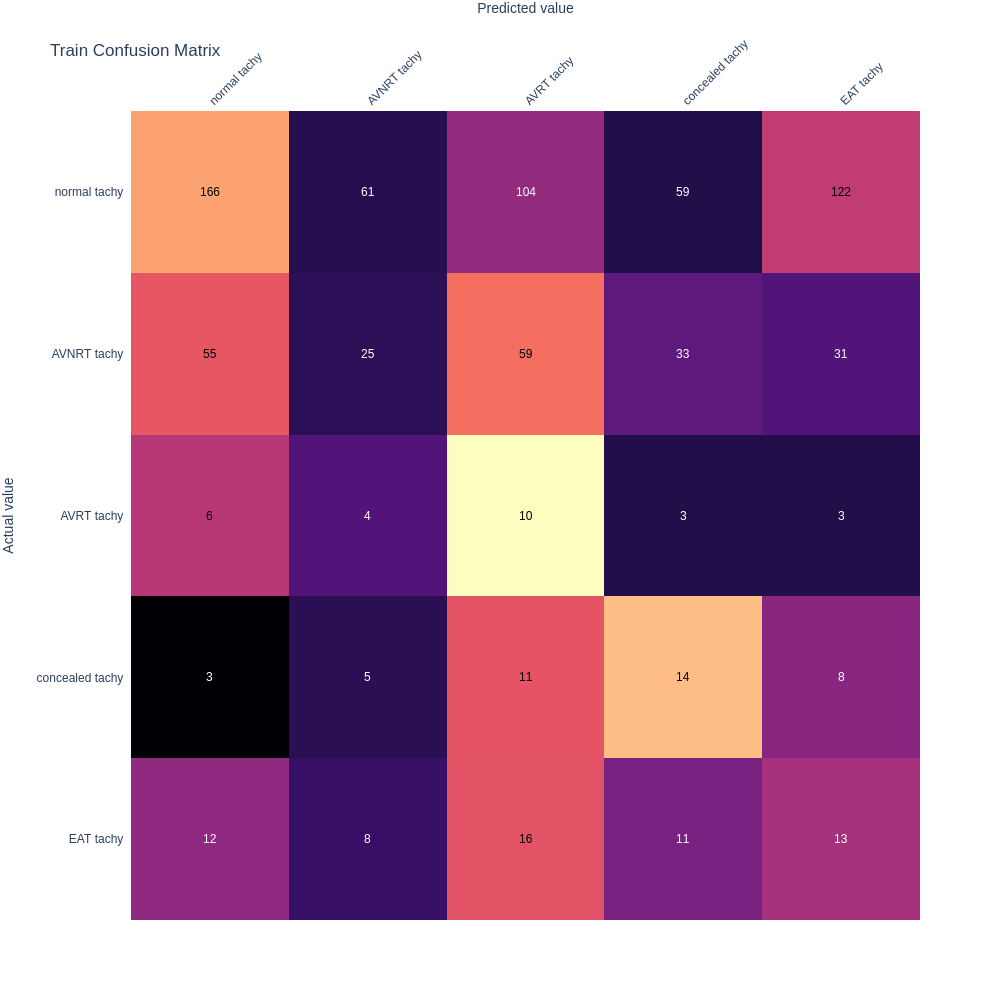 Predicted value
Train Confusion Matrix
normal tachy
AVNRT tachy
AVRT tachy
concealed tachy
EAT tachy
normal tachy 166 61 104 59 122
AVNRT tachy 55 25 59 33 31
Actual value
AVRT tachy 6 4 10 3 3
concealed tachy 3 5 11 14 8
EAT tachy 12 8 16 11 13